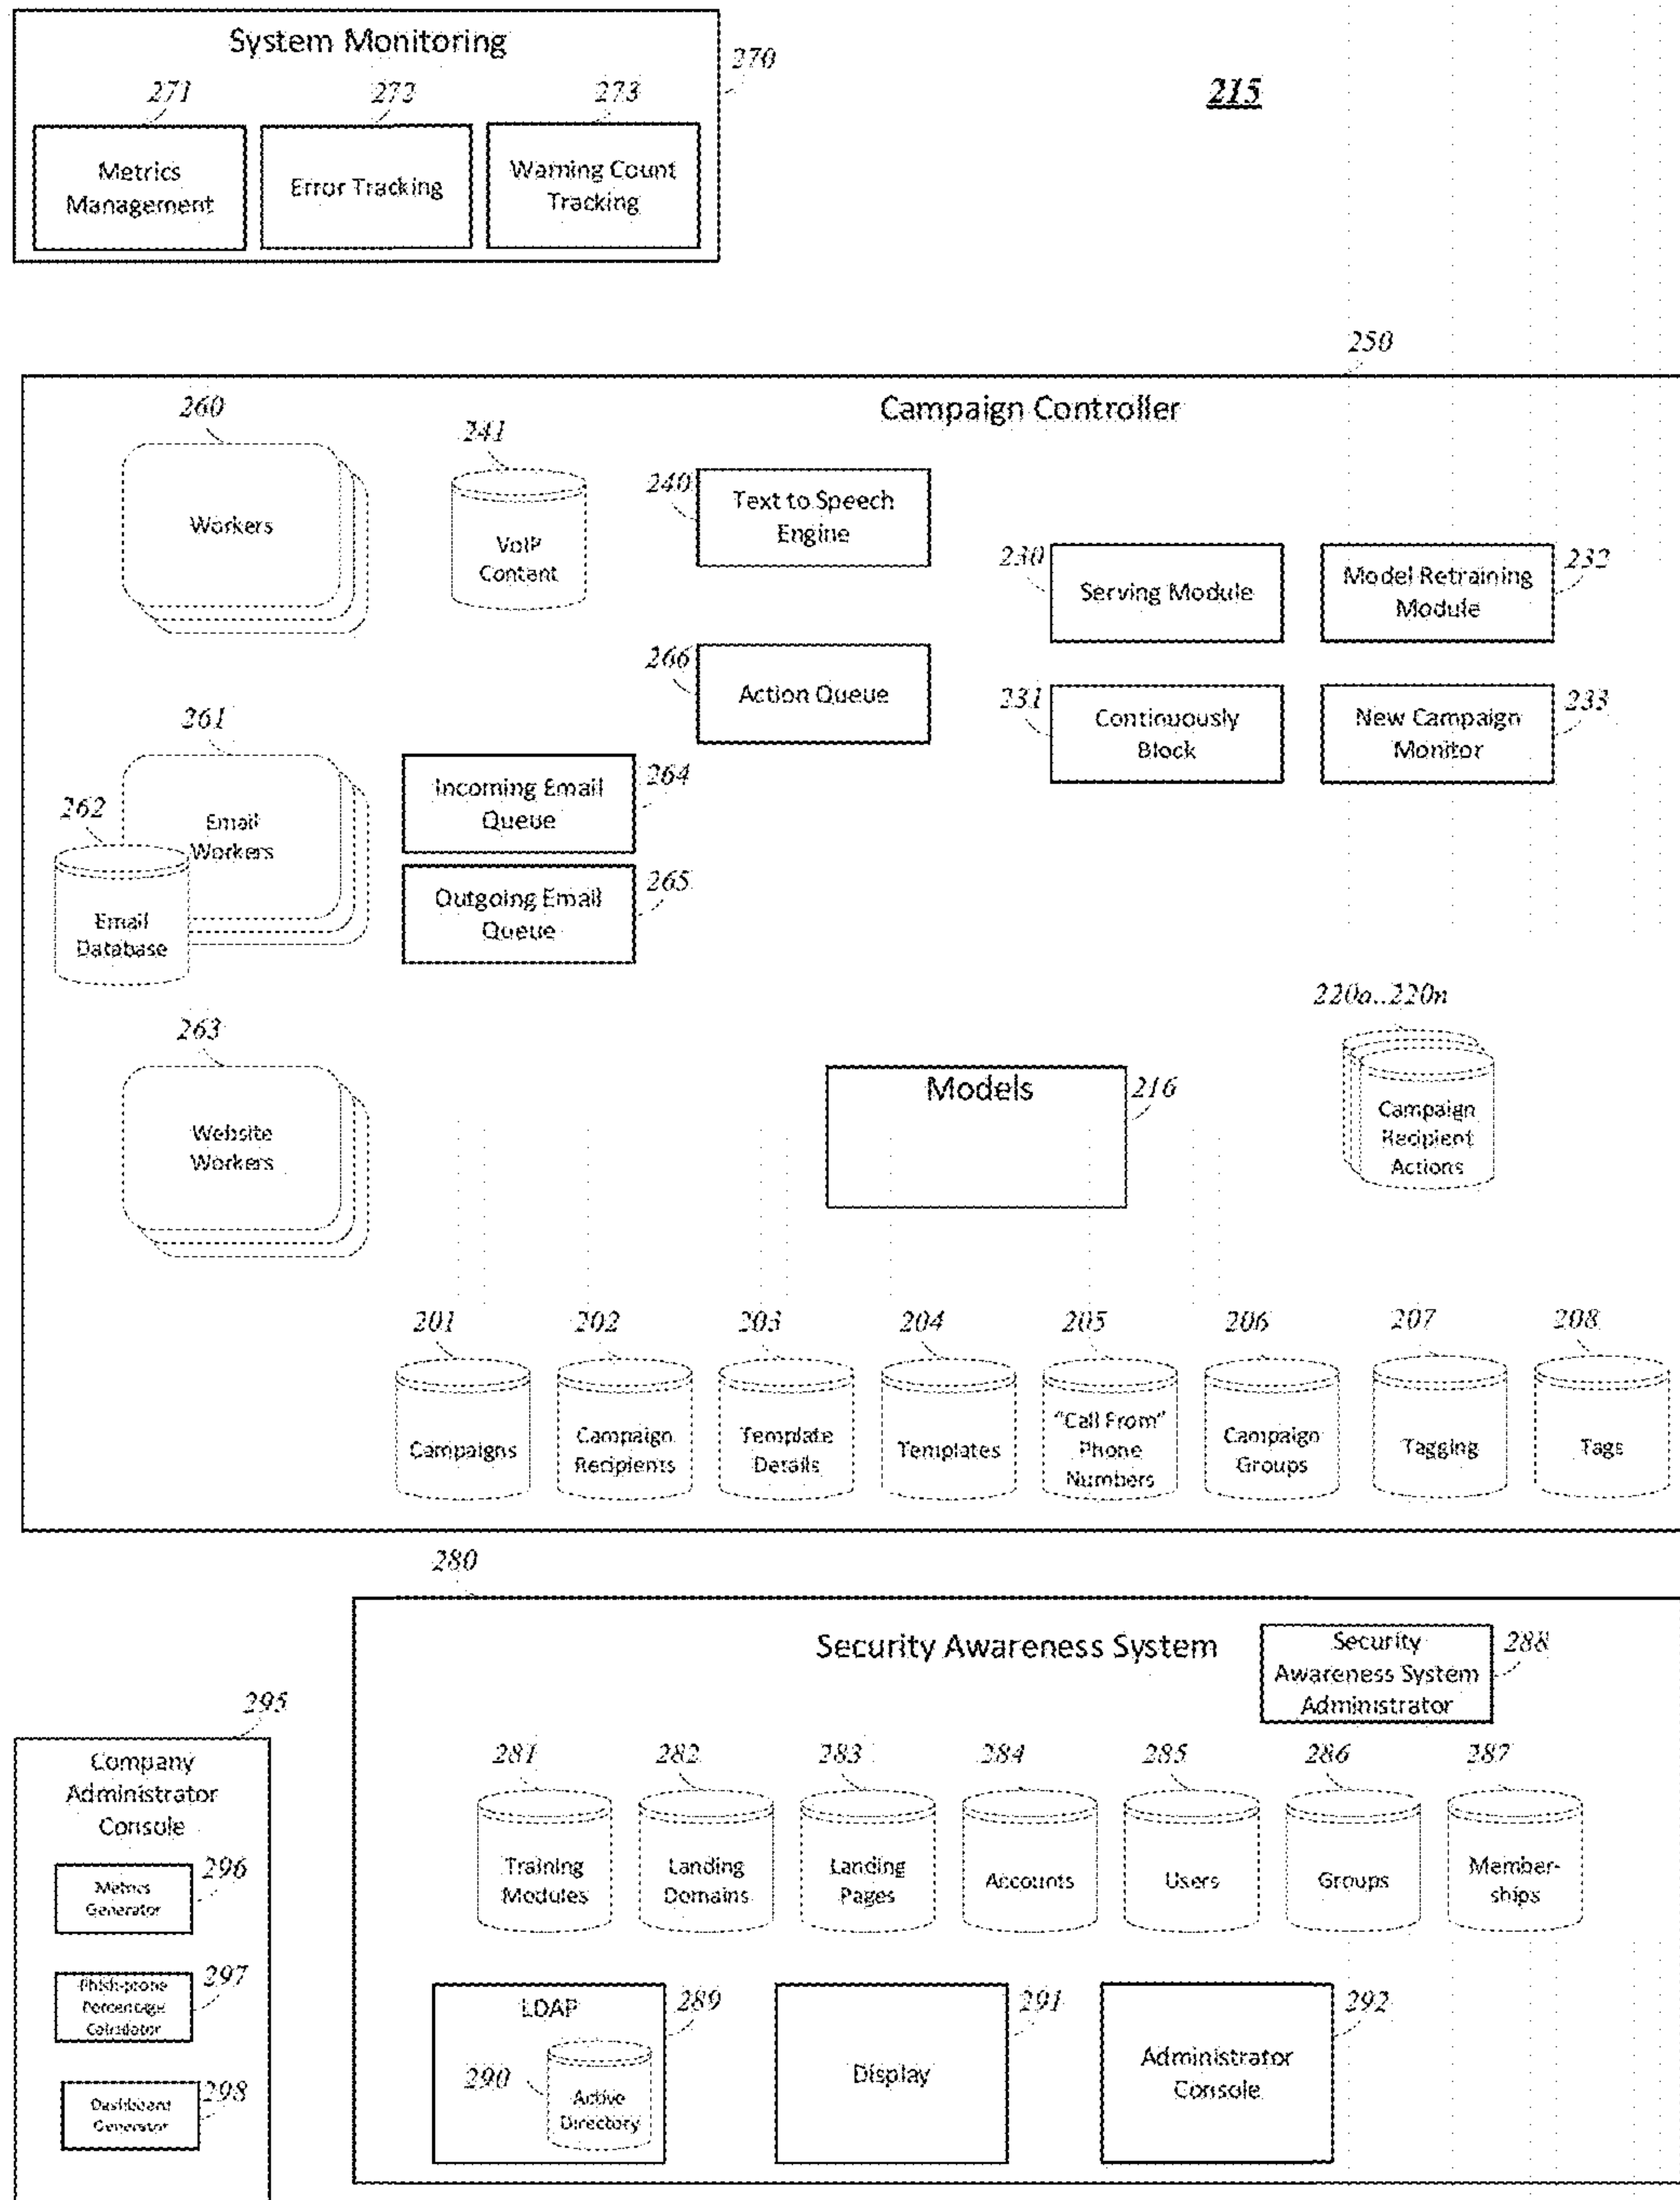 System Monitoring
270
215
271
272
273
Metrics
Management
Error Tracking
Warning Count
Tracking
250
Campaign Controller
260
Workers
241
VoIP
Content
240
Text to Speech
Engine
230
Serving Module
Model Retraining
Module
232
266
Action Queue
231
Continuously
Block
New Campaign
Monitor
233
261
Email
Workers
262
Email
Database
Incoming Email
Queue
264
Outgoing Email
Queue
265
263
Website
Workers
Models
216
220a..220n
Campaign
Recipient
Actions
201
202
203
204
205
206
207
208
Campaigns
Campaign
Recipients
Template
Details
Templates
"Call From"
Phone
Numbers
Campaign
Groups
Tagging
Tags
280
Security Awareness System
Security
Awareness System
Administrator
288
281
282
283
284
285
286
287
Training
Modules
Landing
Domains
Landing
Pages
Accounts
Users
Groups
Member-
ships
LDAP
289
290
Active
Directory
Display
291
Administrator
Console
292
295
Company
Administrator
Console
Metrics
Generator
296
Phish-prone
Percentage
Calculator
297
Dashboard
Generator
298